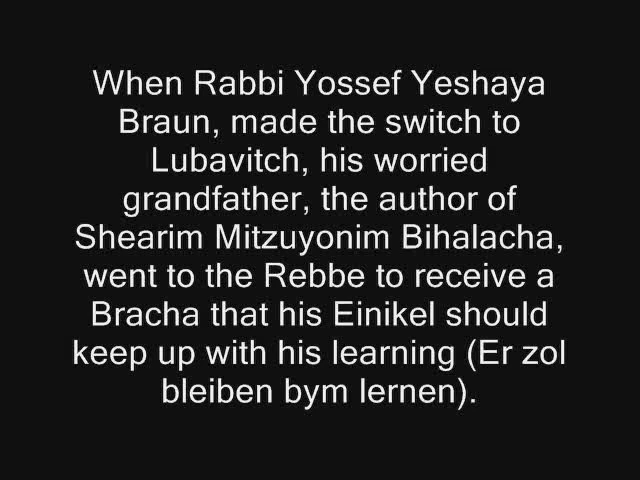 When Rabbi Yossef Yeshaya
Braun, made the switch to
Lubavitch, his worried
grandfather, the author of
Shearim Mitzuyonim Bihalacha,
went to the Rebbe to receive a
Bracha that his Einikel should
keep up with his learning (Er zol
bleiben bym lernen).